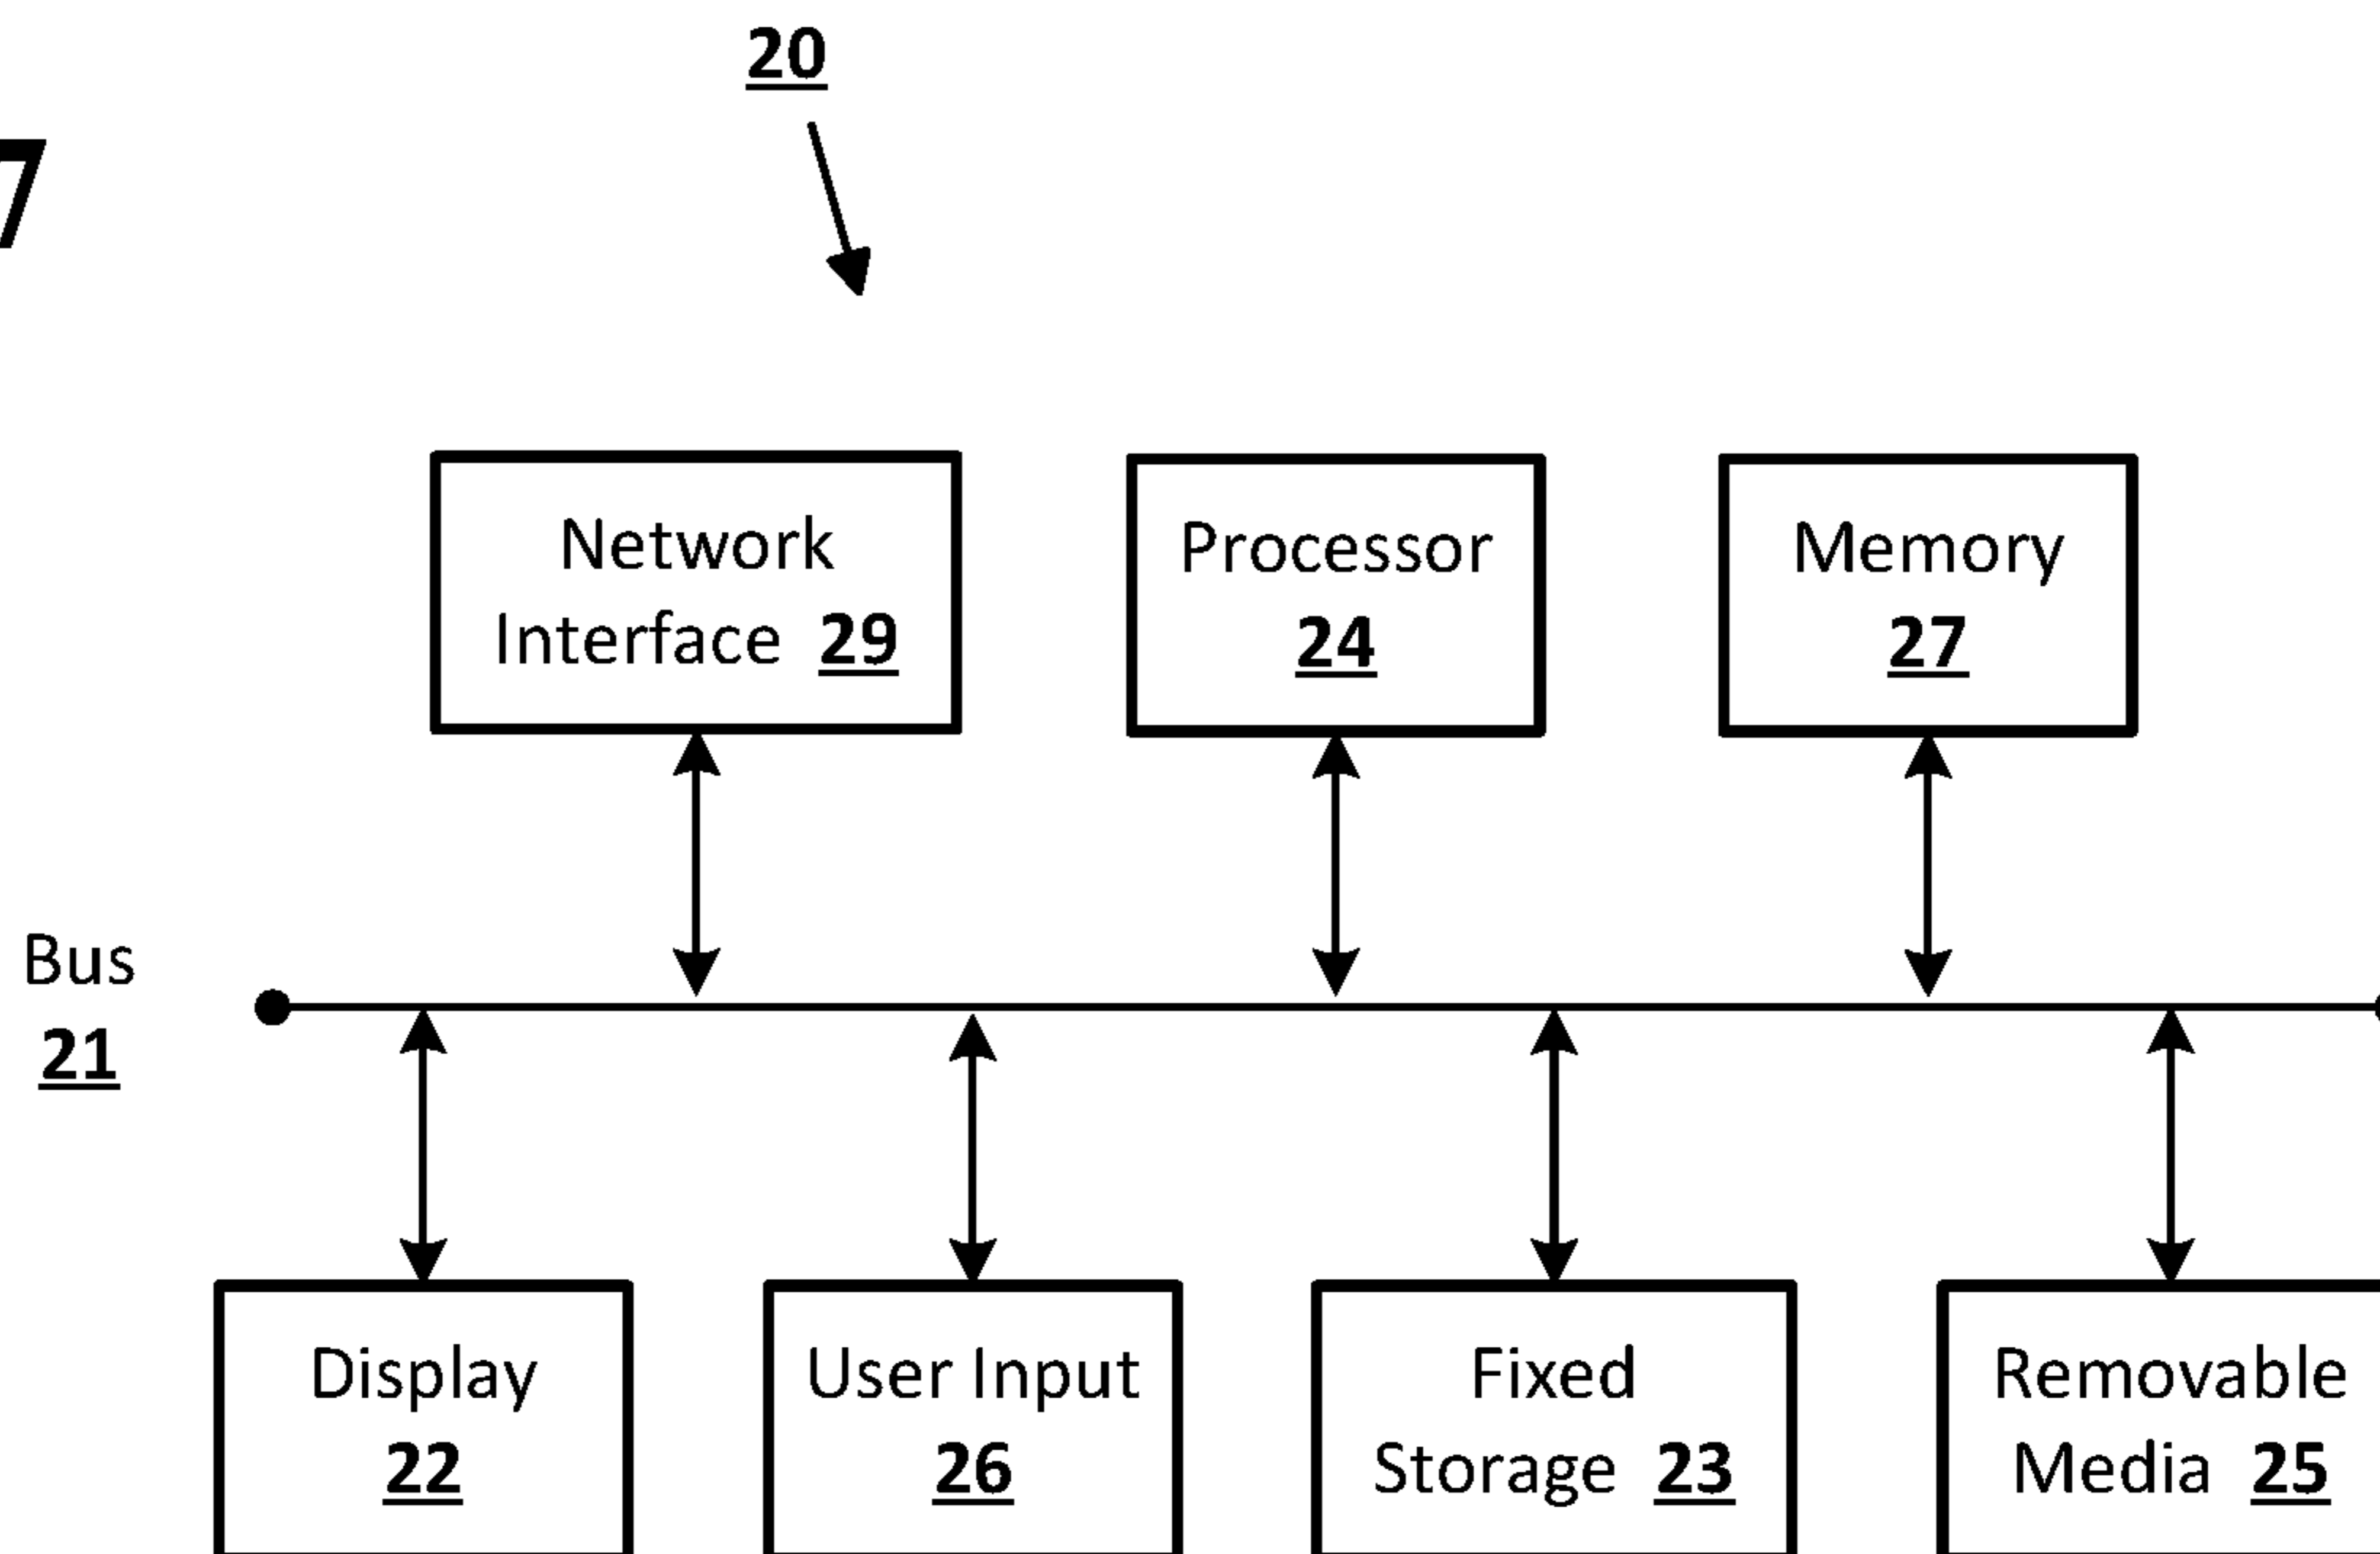 20
7
Network
Interface 29
Processor
24
Memory
27
Bus
21
Display
22
User Input
26
Fixed
Storage 23
Removable
Media 25